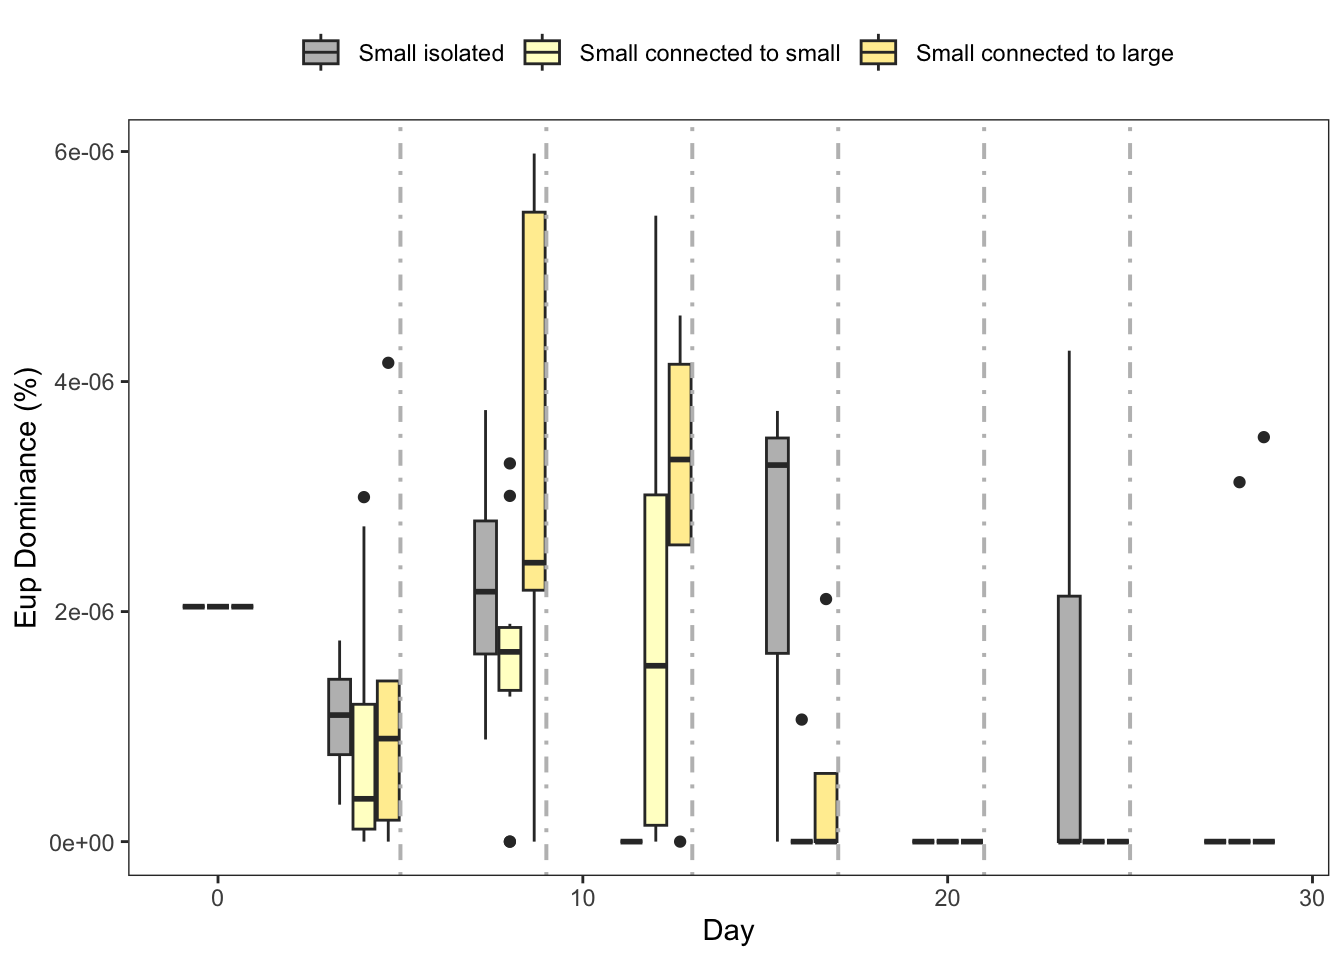 Small isolated Small connected to small Small connected to large
6e-06
4e-06
2e-06
0e+00
Eup Dominance (%)
0 10 20 30
Day